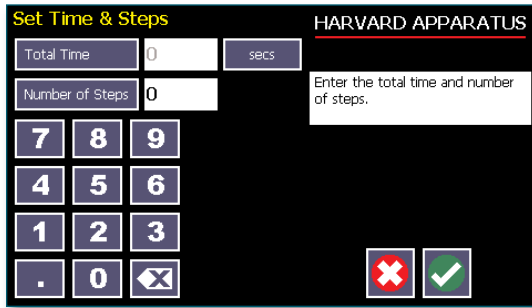 Set Time & Steps
HARVARD APPARATUS
Total Time 0 secs
Number of Steps 0
Enter the total time and number
of steps.
7 8 9
4 5 6
1 2 3
. 0